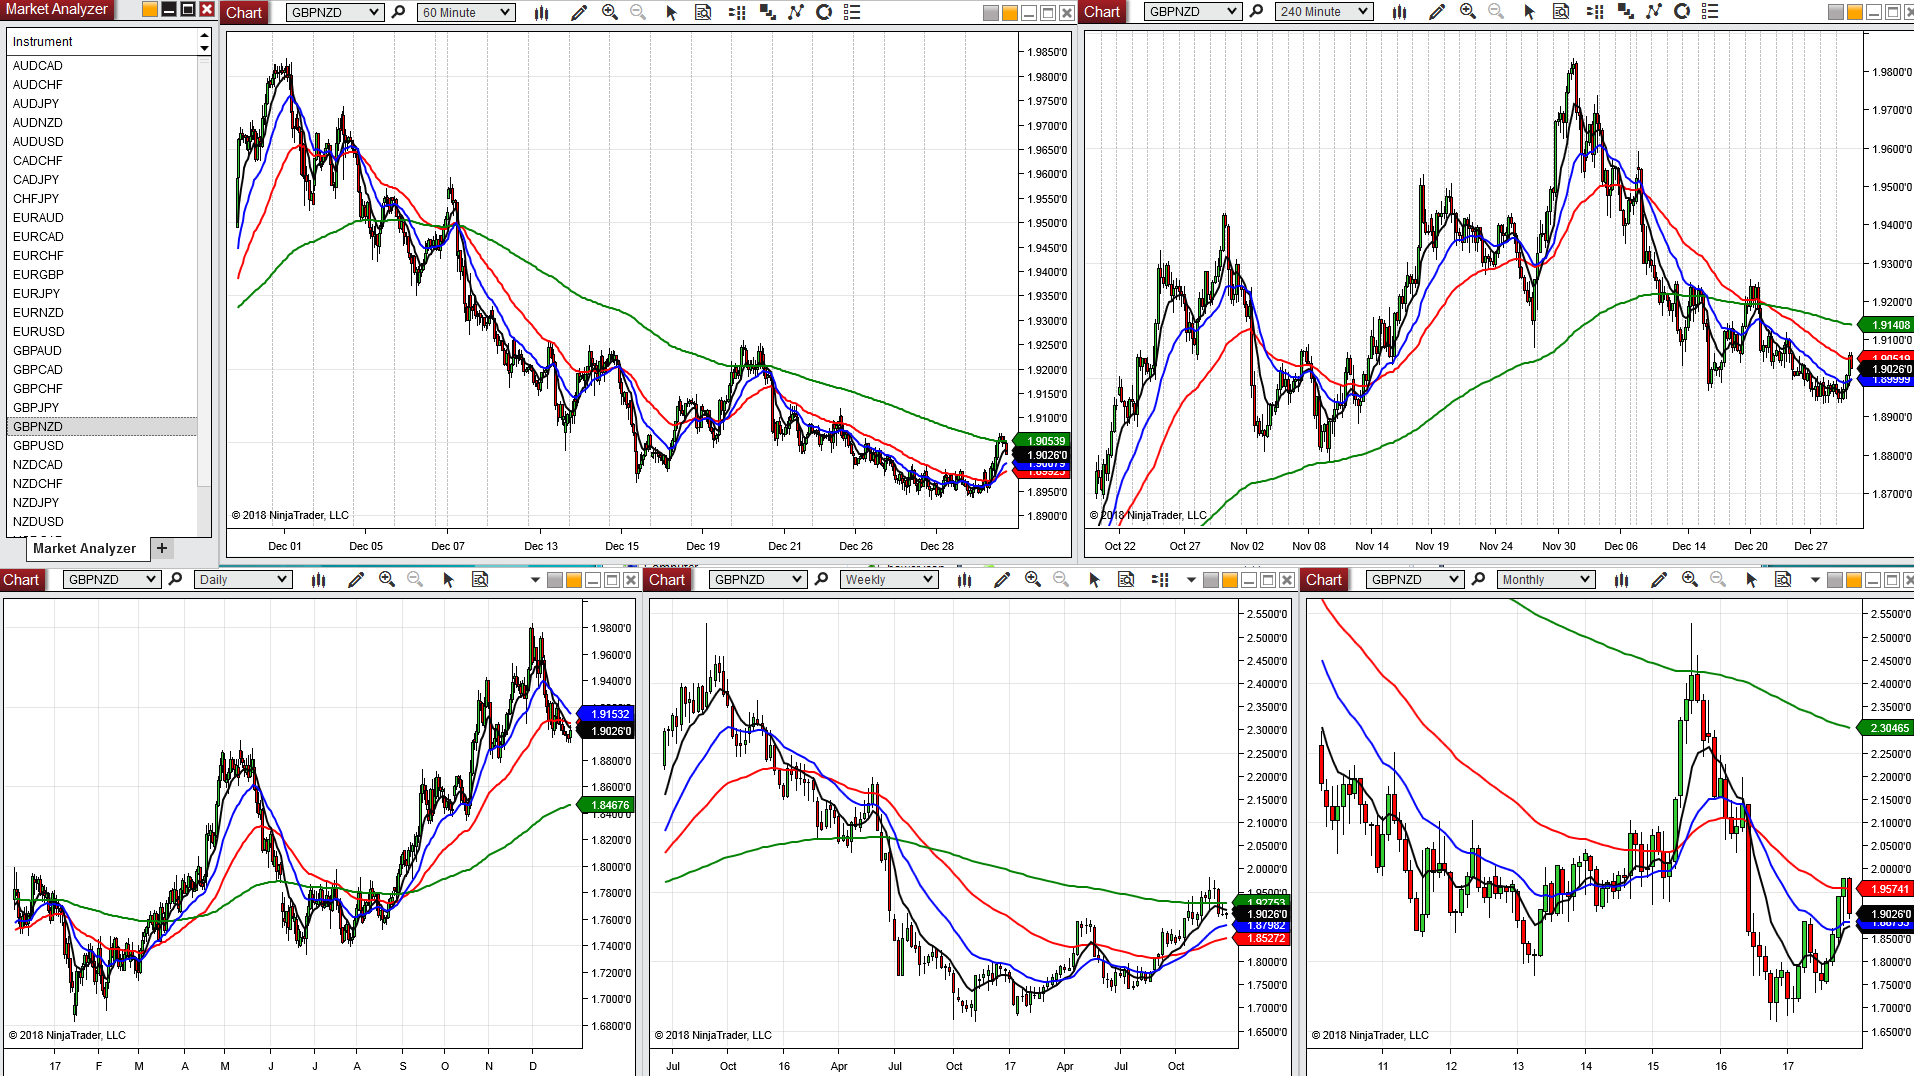 Market Analyzer
Instrument
AUDCAD
AUDCHF
AUDJPY
AUDNZD
AUDUSD
CADCHF
CADJPY
CHFJPY
EURAUD
EURCAD
EURCHF
EURGBP
EURJPY
EURNZD
EURUSD
GBPAUD
GBPCAD
GBPCHF
GBPJPY
GBPNZD
GBPUSD
NZDCAD
NZDCHF
NZDJPY
NZDUSD
Market Analyzer +
Chart GBPNZD 60 Minute
1.9850'0
1.9800'0
1.9750'0
1.9700'0
1.9650'0
1.9600'0
1.9550'0
1.9500'0
1.9450'0
1.9400'0
1.9350'0
1.9300'0
1.9250'0
1.9200'0
1.9150'0
1.9100'0
1.90539
1.9026'0
1.8950'0
1.8900'0
© 2018 NinjaTrader, LLC
Dec 01 Dec 05 Dec 07 Dec 13 Dec 15 Dec 19 Dec 21 Dec 26 Dec 28
Chart GBPNZD 240 Minute
1.9800'0
1.9700'0
1.9600'0
1.9500'0
1.9400'0
1.9300'0
1.9200'0
1.91408
1.9100'0
1.90519
1.9026'0
1.89999
1.8900'0
1.8800'0
1.8700'0
© 2018 NinjaTrader, LLC
Oct 22 Oct 27 Nov 02 Nov 08 Nov 14 Nov 19 Nov 24 Nov 30 Dec 06 Dec 14 Dec 20 Dec 27
Chart GBPNZD Daily
1.9800'0
1.9600'0
1.9400'0
1.91532
1.9026'0
1.8800'0
1.8600'0
1.84676
1.8200'0
1.8000'0
1.7800'0
1.7600'0
1.7400'0
1.7200'0
1.7000'0
1.6800'0
© 2018 NinjaTrader, LLC
17 F M A M J J A S O N D
Chart GBPNZD Weekly
2.5500'0
2.5000'0
2.4500'0
2.4000'0
2.3500'0
2.3000'0
2.2500'0
2.2000'0
2.1500'0
2.1000'0
2.0500'0
2.0000'0
1.9500'0
1.92753
1.9026'0
1.87982
1.85272
1.8000'0
1.7500'0
1.7000'0
1.6500'0
© 2018 NinjaTrader, LLC
Jul Oct 16 Apr Jul Oct 17 Apr Jul Oct
Chart GBPNZD Monthly
2.5500'0
2.5000'0
2.4500'0
2.4000'0
2.3500'0
2.30465
2.2500'0
2.2000'0
2.1500'0
2.1000'0
2.0500'0
2.0000'0
1.95741
1.9026'0
1.8500'0
1.8000'0
1.7500'0
1.7000'0
1.6500'0
© 2018 NinjaTrader, LLC
11 12 13 14 15 16 17